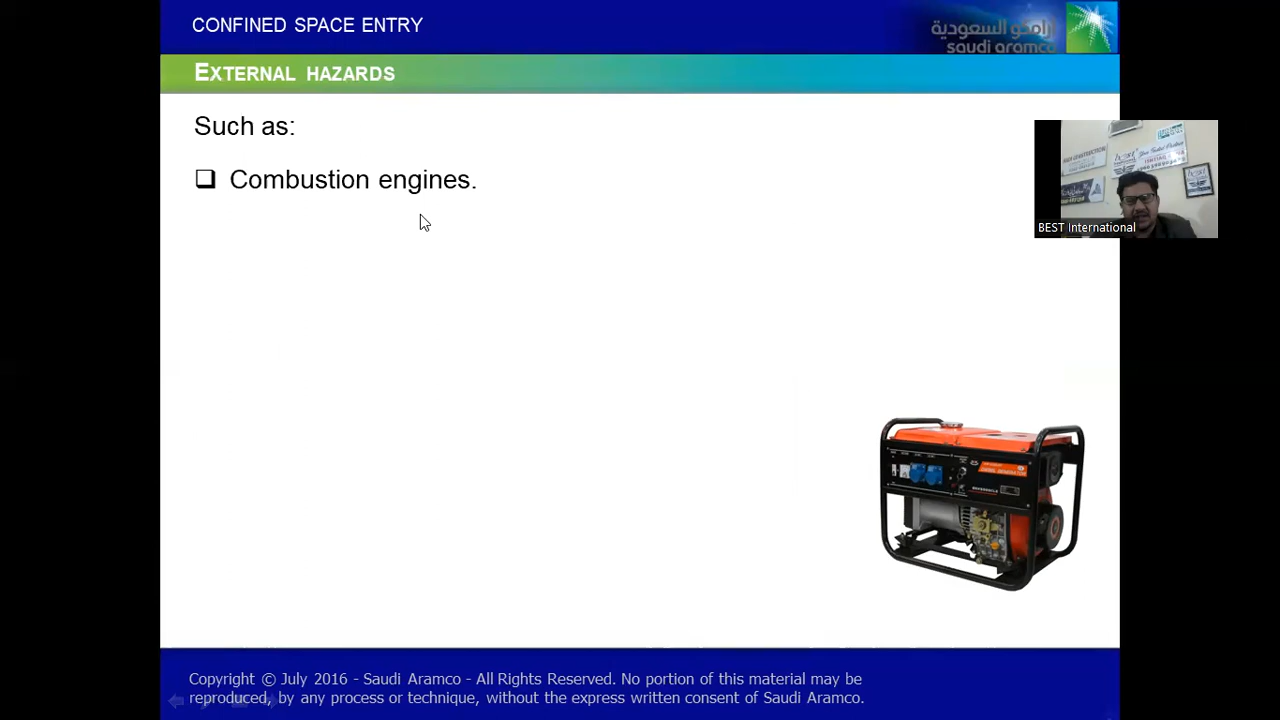 CONFINED SPACE ENTRY
أرامكو السعودية
saudi aramco
EXTERNAL HAZARDS
Such as:
Combustion engines.
BEST International
Copyright © July 2016 - Saudi Aramco - All Rights Reserved. No portion of this material may be
reproduced, by any process or technique, without the express written consent of Saudi Aramco.